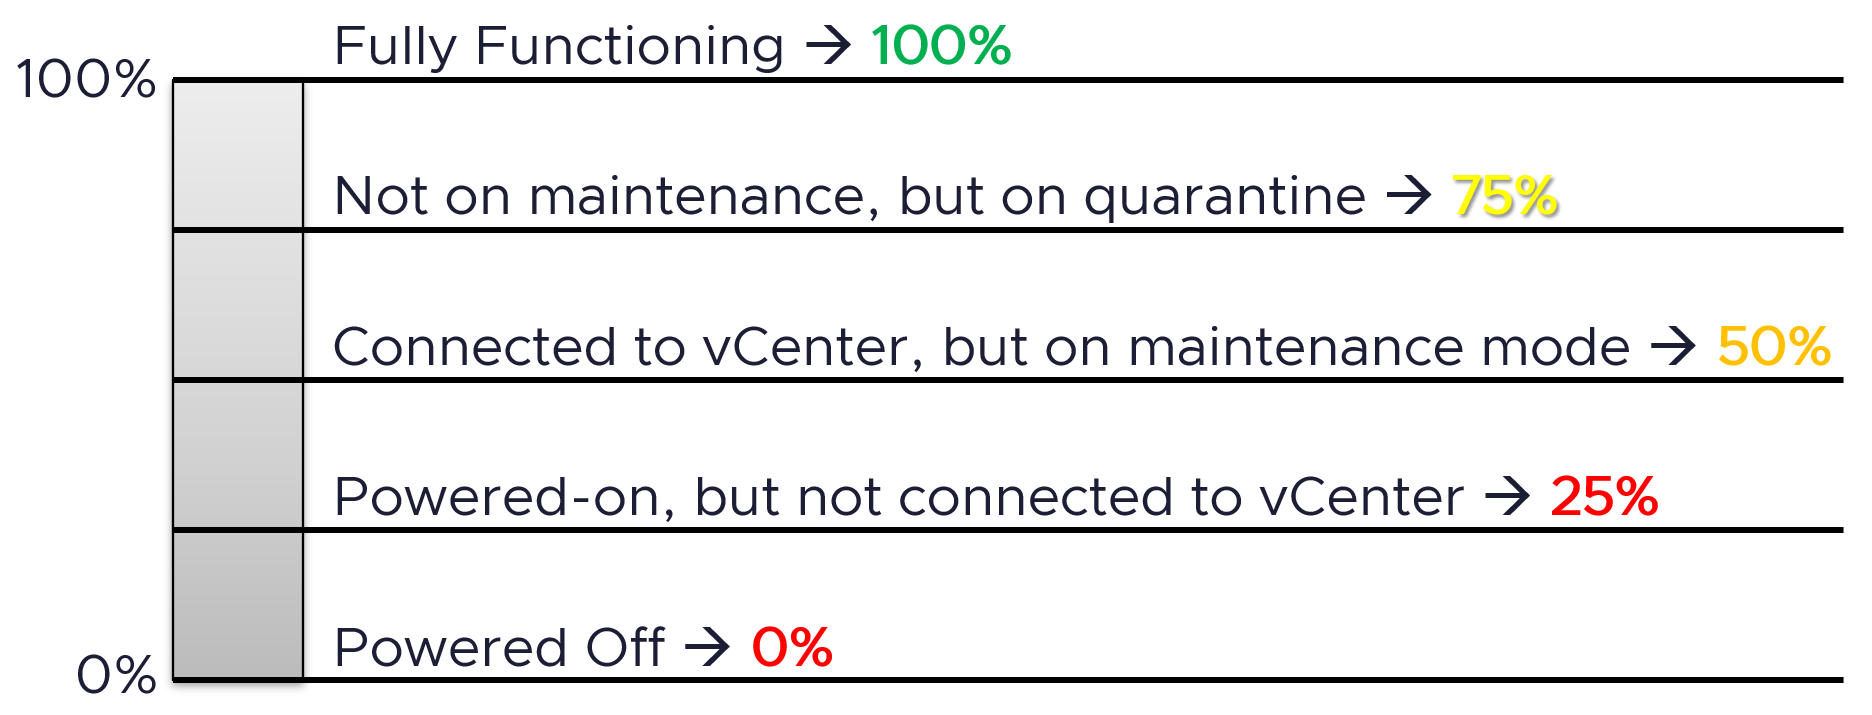 Fully Functioning → 100%
100%
Not on maintenance, but on quarantine → 75%
Connected to vCenter, but on maintenance mode → 50%
Powered-on, but not connected to vCenter → 25%
Powered Off → 0%
0%